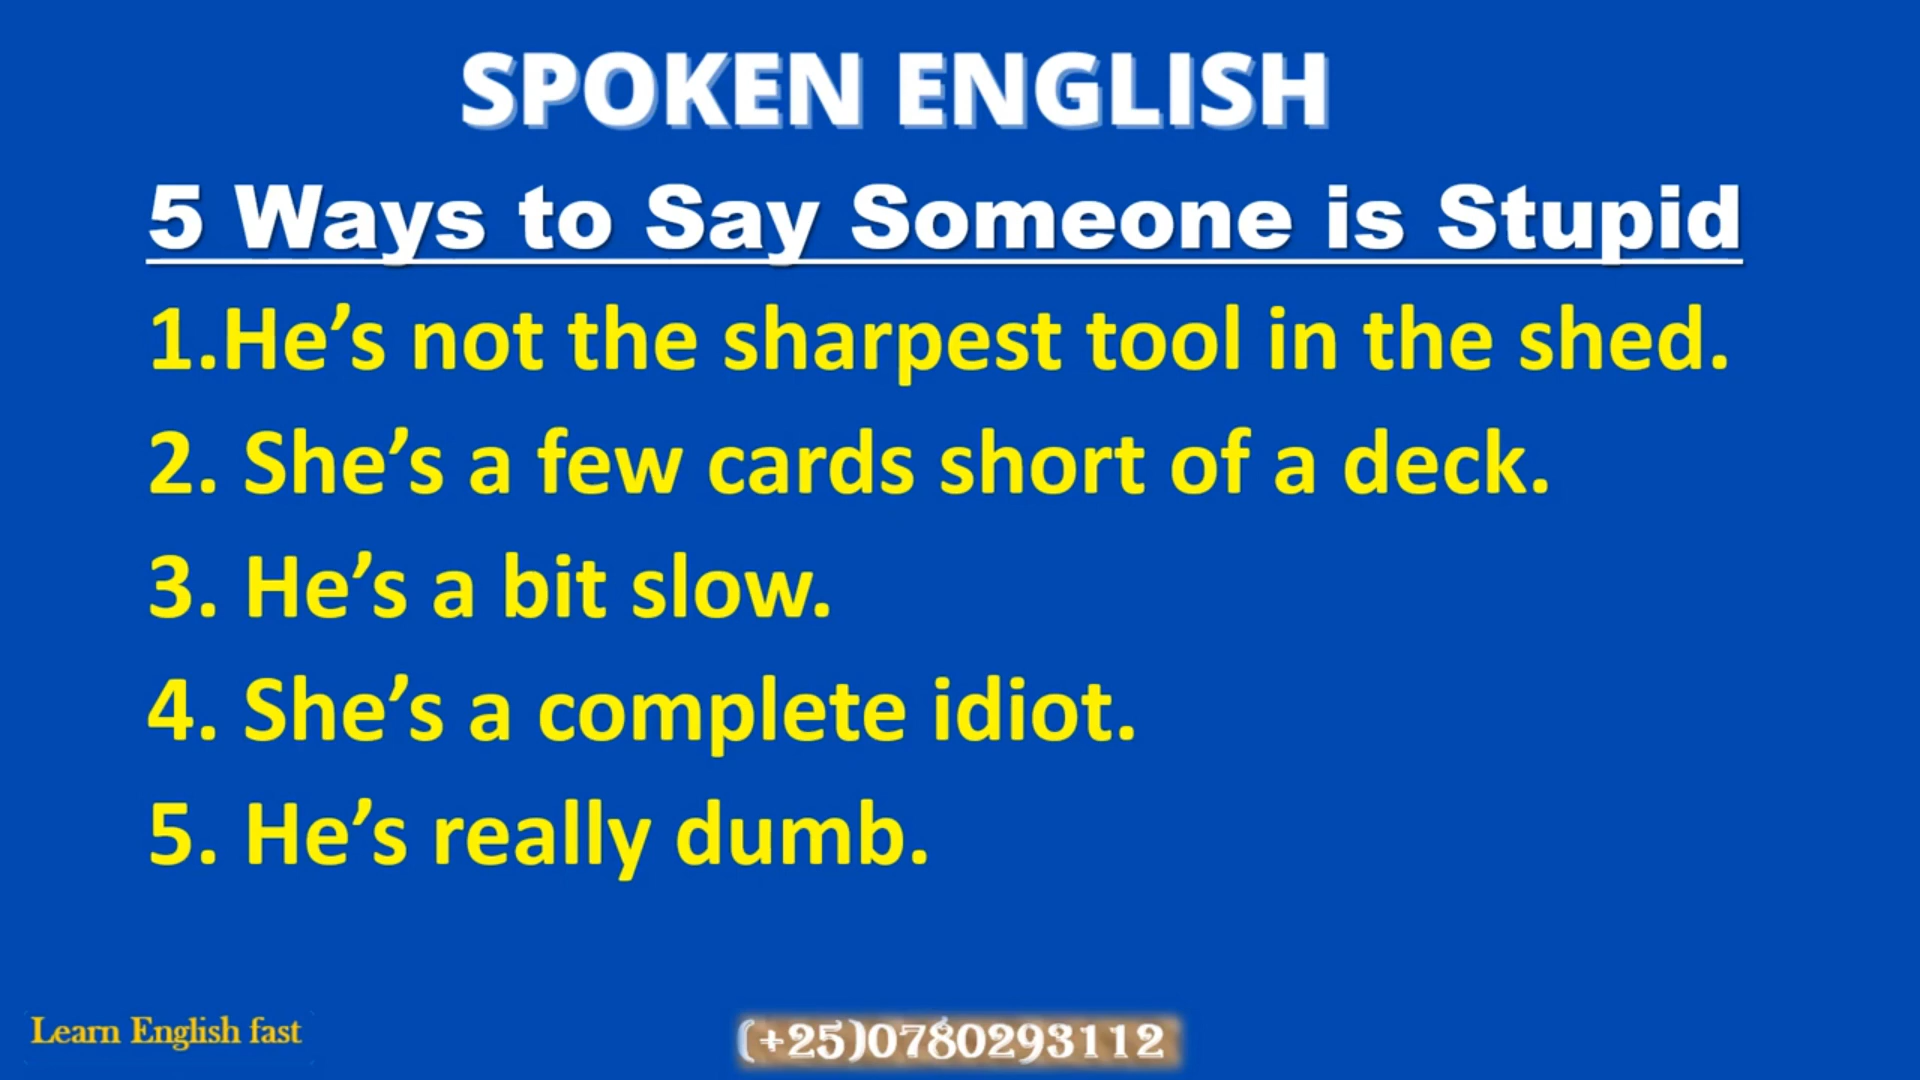 SPOKEN ENGLISH
5 Ways to Say Someone is Stupid
1.He’s not the sharpest tool in the shed.
2. She’s a few cards short of a deck.
3. He’s a bit slow.
4. She’s a complete idiot.
5. He’s really dumb.
Learn English fast
(+25)0780293112